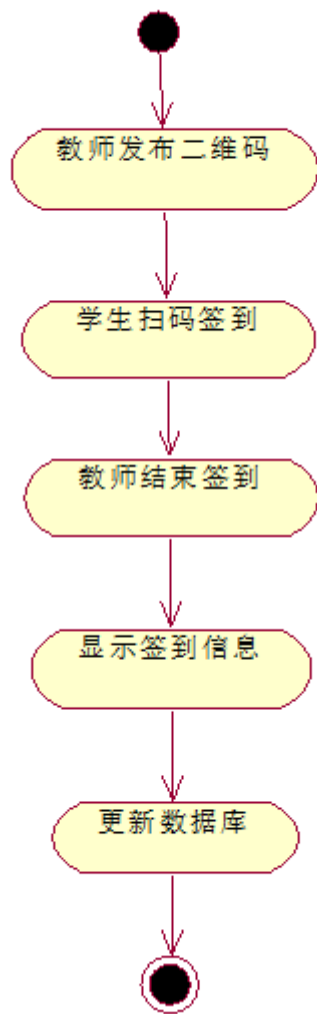 教师发布二维码
学生扫码签到
教师结束签到
显示签到信息
更新数据库